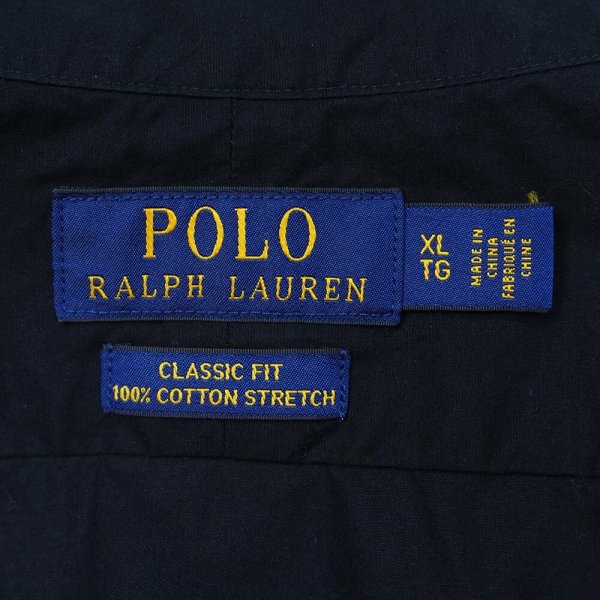 POLO
RALPH LAUREN
XL
TG
MADE IN
CHINA
FABRIQUÉ EN
CHINE
CLASSIC FIT
100% COTTON STRETCH